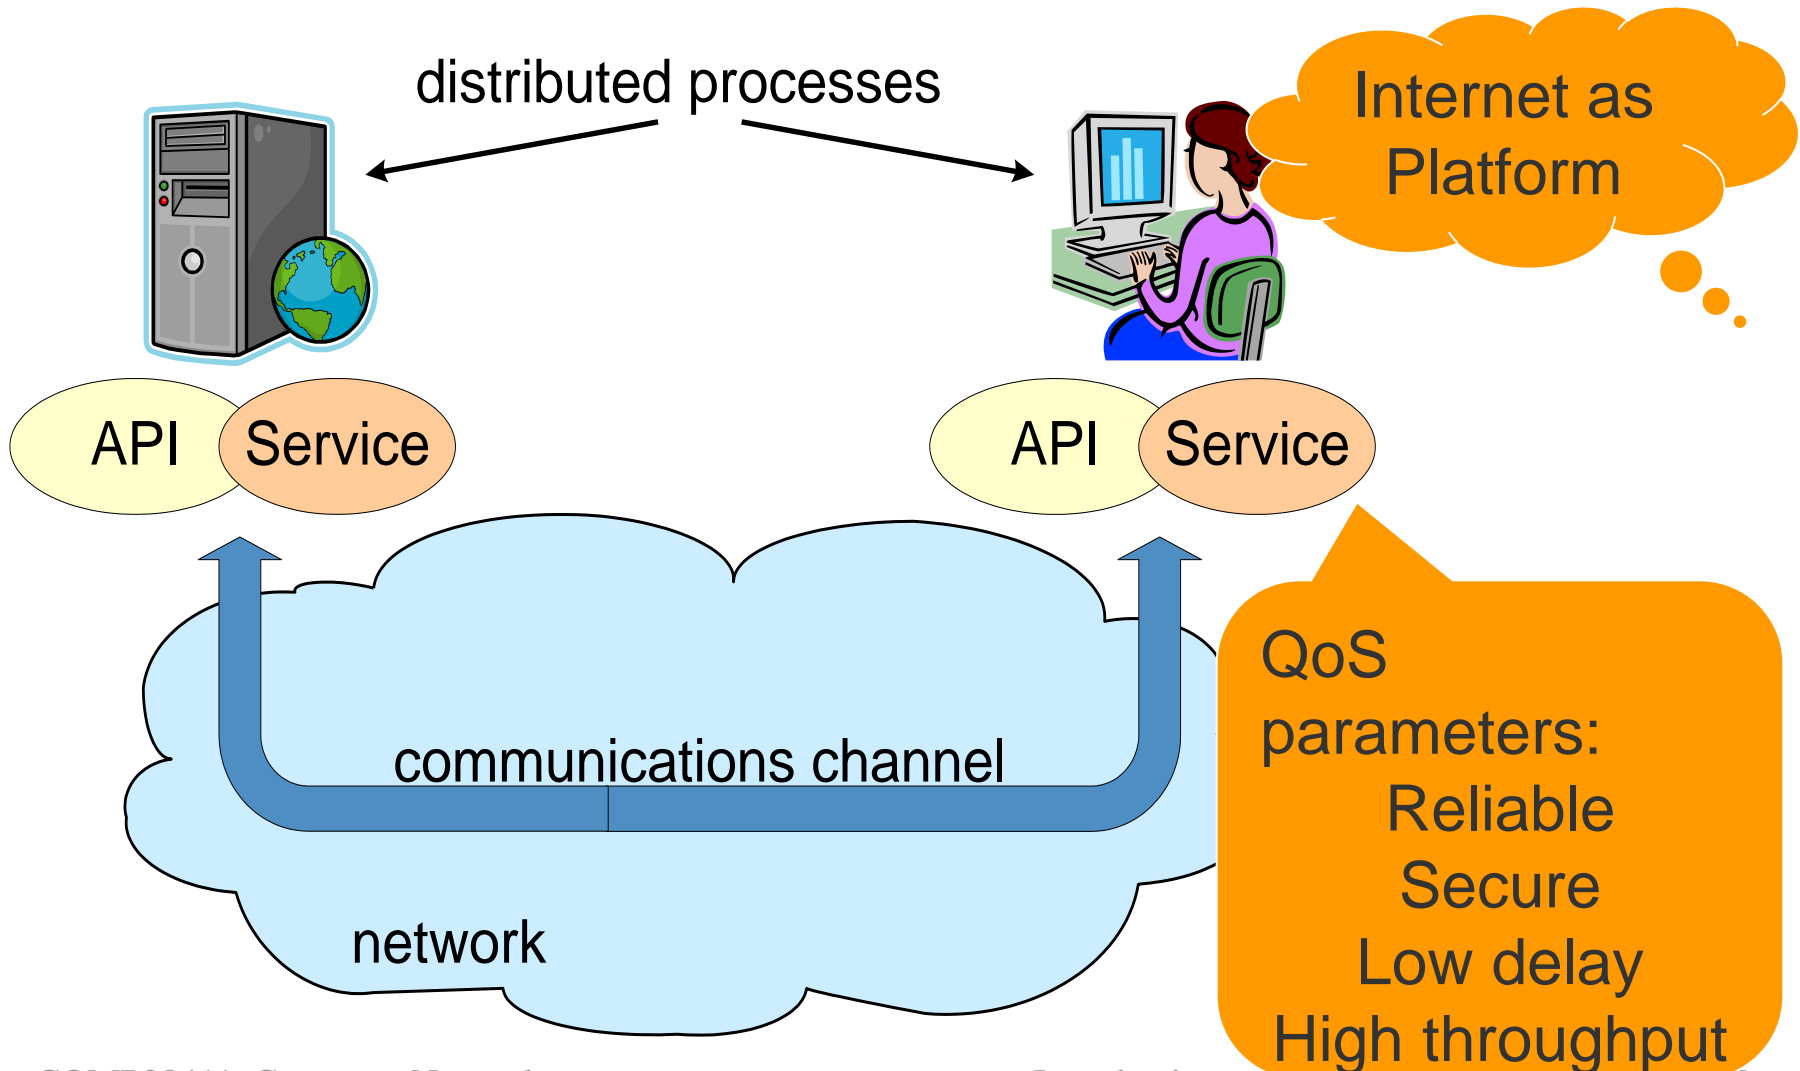 distributed processes
Internet as
Platform
API
Service
API
Service
communications channel
network
QoS
parameters:
Reliable
Secure
Low delay
High throughput